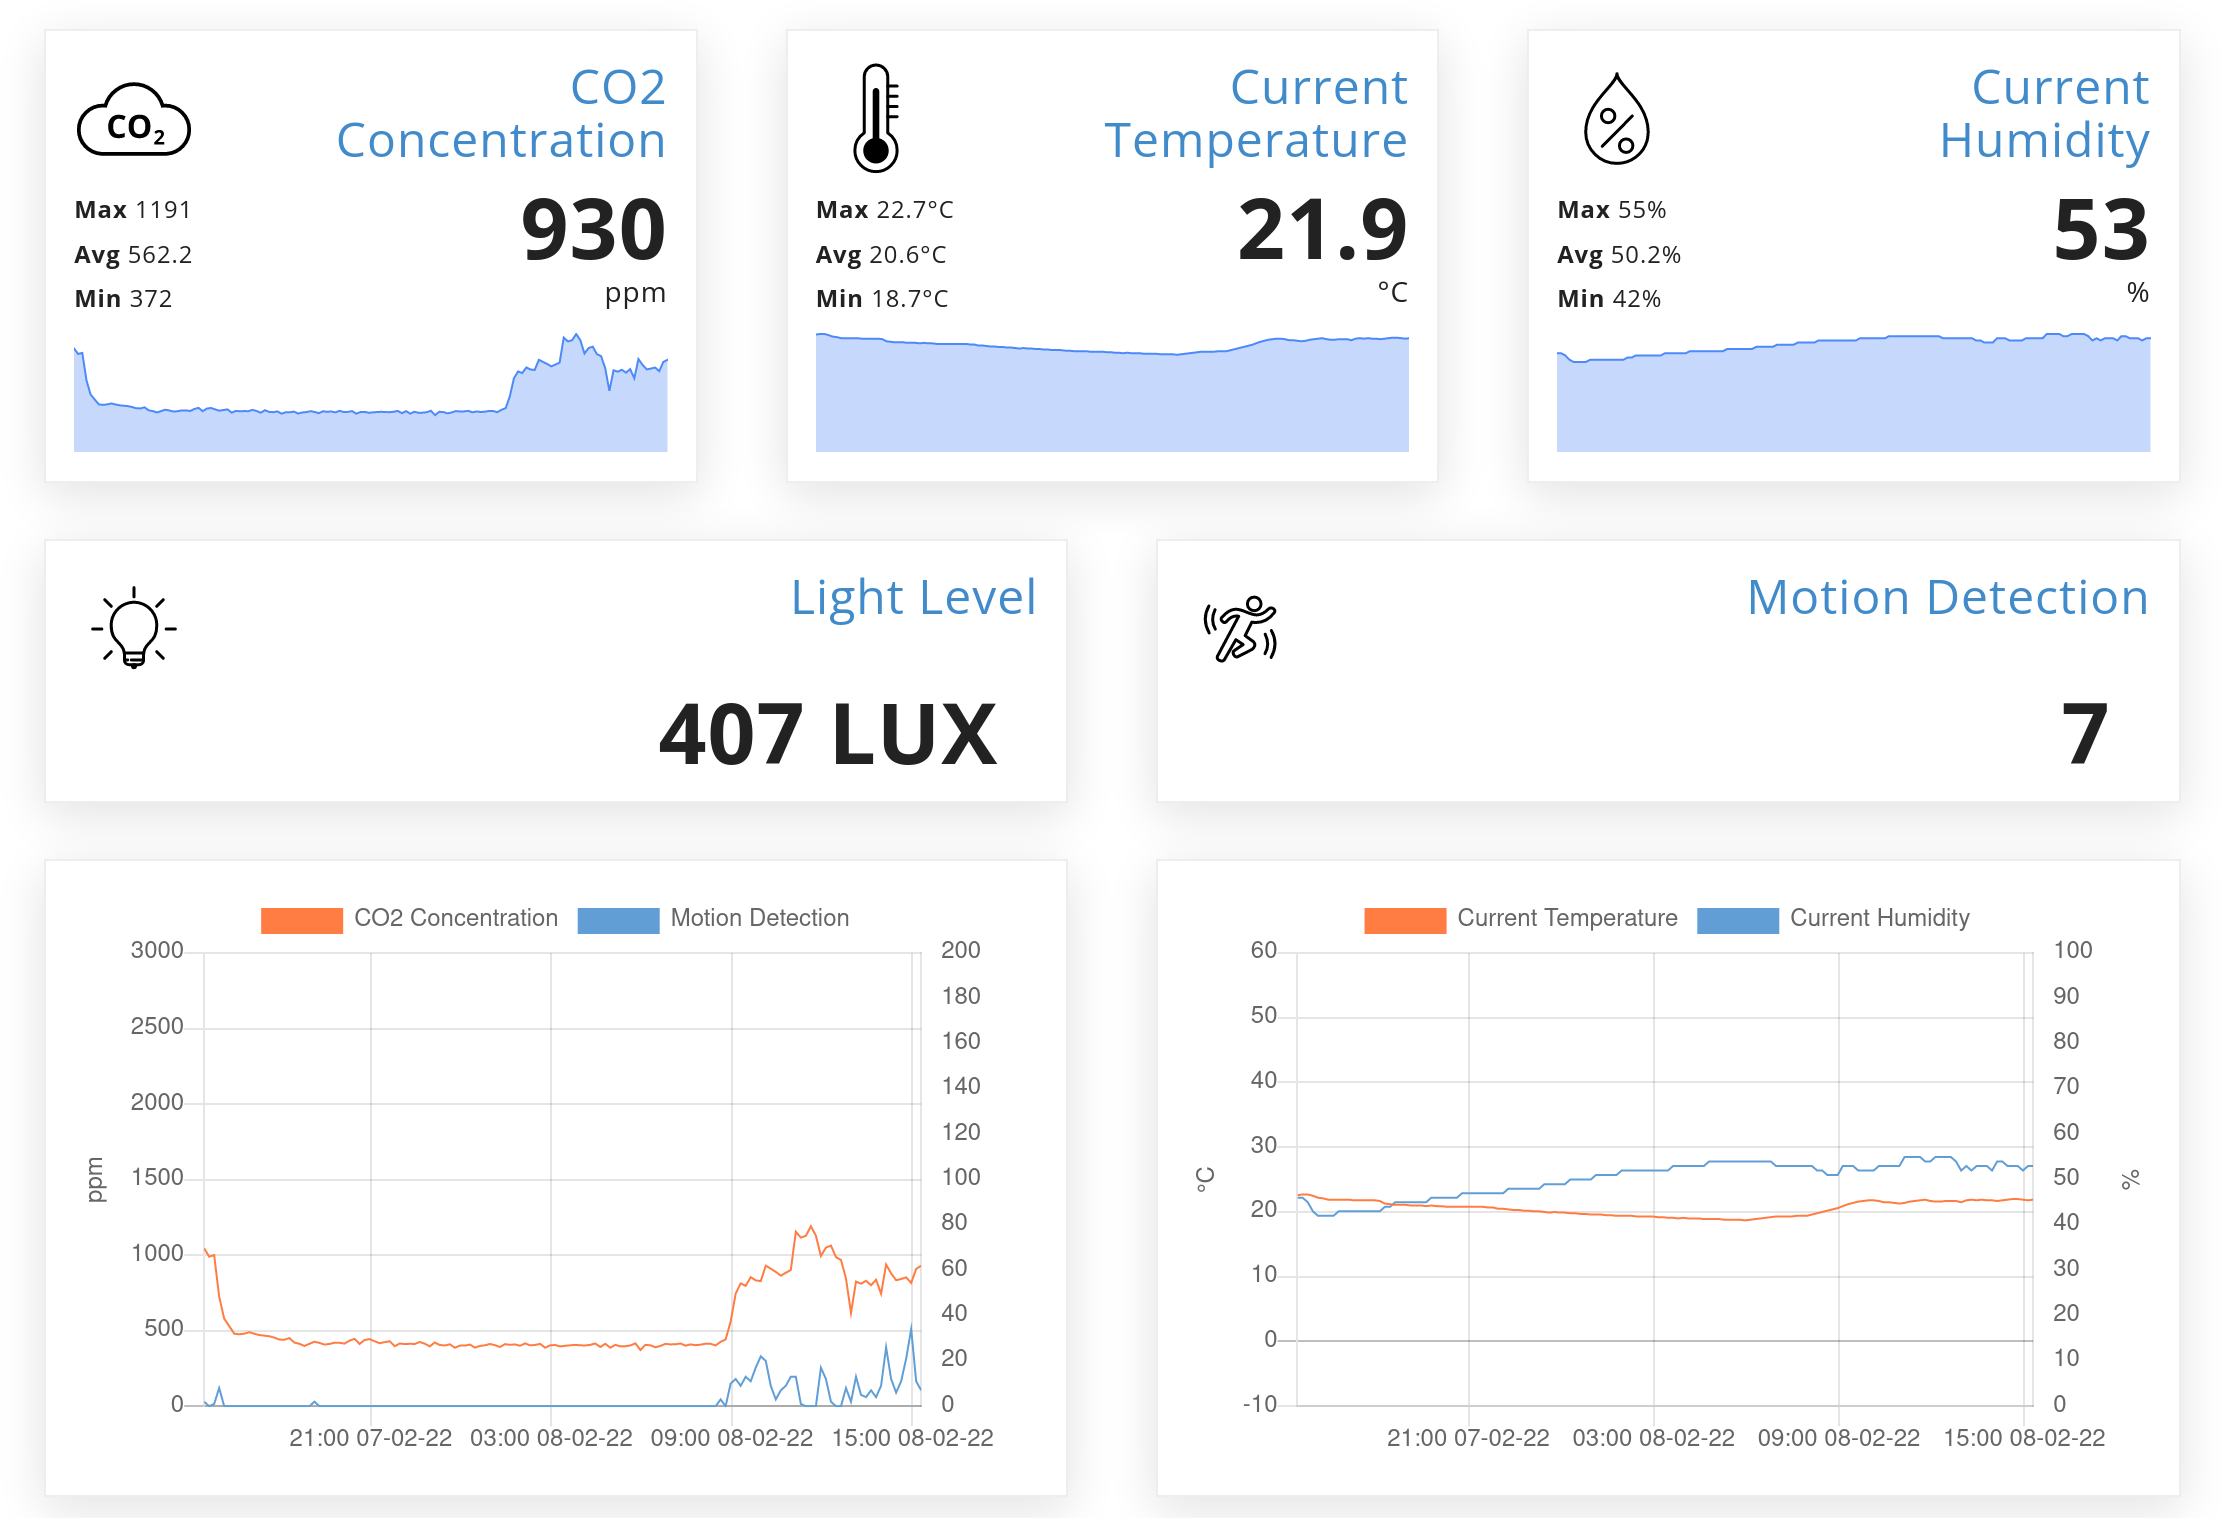 CO2
CO2
Concentration
Max 1191
Avg 562.2
Min 372
930
ppm
Current
Temperature
Max 22.7°C
Avg 20.6°C
Min 18.7°C
21.9
°C
Current
Humidity
Max 55%
Avg 50.2%
Min 42%
53
%
Light Level
407 LUX
Motion Detection
7
CO2 Concentration Motion Detection
3000 200
180
2500
160
2000
140
120
1500 100
1000
80
60
500
40
20
0 0
ppm
21:00 07-02-22 03:00 08-02-22 09:00 08-02-22 15:00 08-02-22
Current Temperature Current Humidity
60 100
90
50
80
40 70
30 60
50
20 40
10 30
20
0
10
-10 0
°C
%
21:00 07-02-22 03:00 08-02-22 09:00 08-02-22 15:00 08-02-22